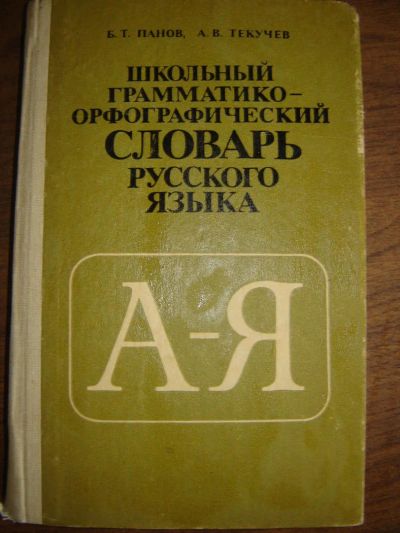 Б. Т. ПАНОВ, А. В. ТЕКУЧЕВ
ШКОЛЬНЫЙ
ГРАММАТИКО-
ОРФОГРАФИЧЕСКИЙ
СЛОВАРЬ
РУССКОГО
ЯЗЫКА
А-Я